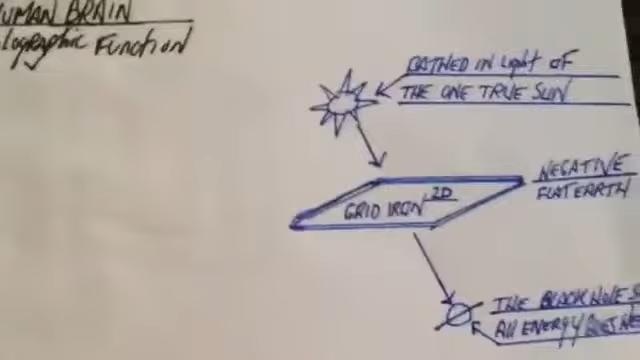 HUMAN BRAIN
lographic Function
BATHED IN Light OF
THE ONE TRUE SUN
NEGATIVE
FLAT EARTH
GRID IRON 2D
THE BLACK HOLE S
All ENERGY